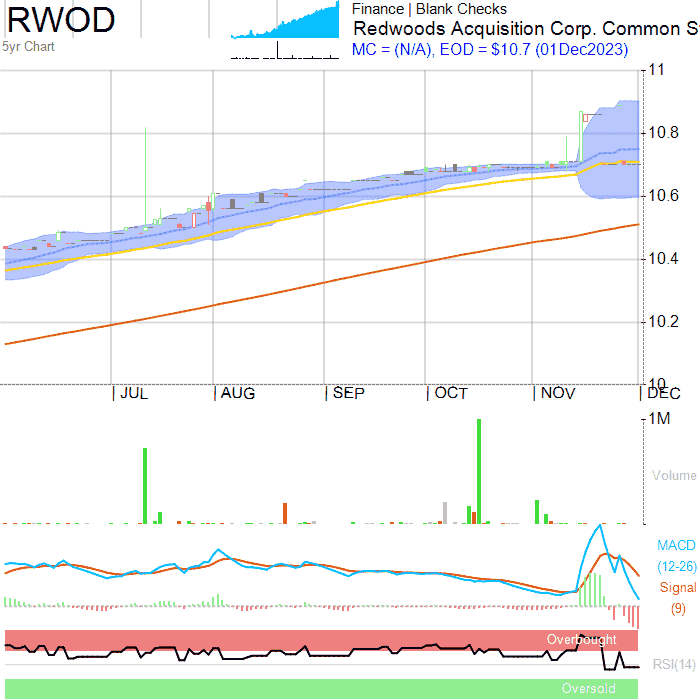 RWOD
5yr Chart
Finance | Blank Checks
Redwoods Acquisition Corp. Common S
MC = (N/A), EOD = $10.7 (01Dec2023)
11
10.8
10.6
10.4
10.2
10
JUL AUG SEP OCT NOV DEC
1M
Volume
MACD
(12-26)
Signal
(9)
Overbought
RSI(14)
Oversold